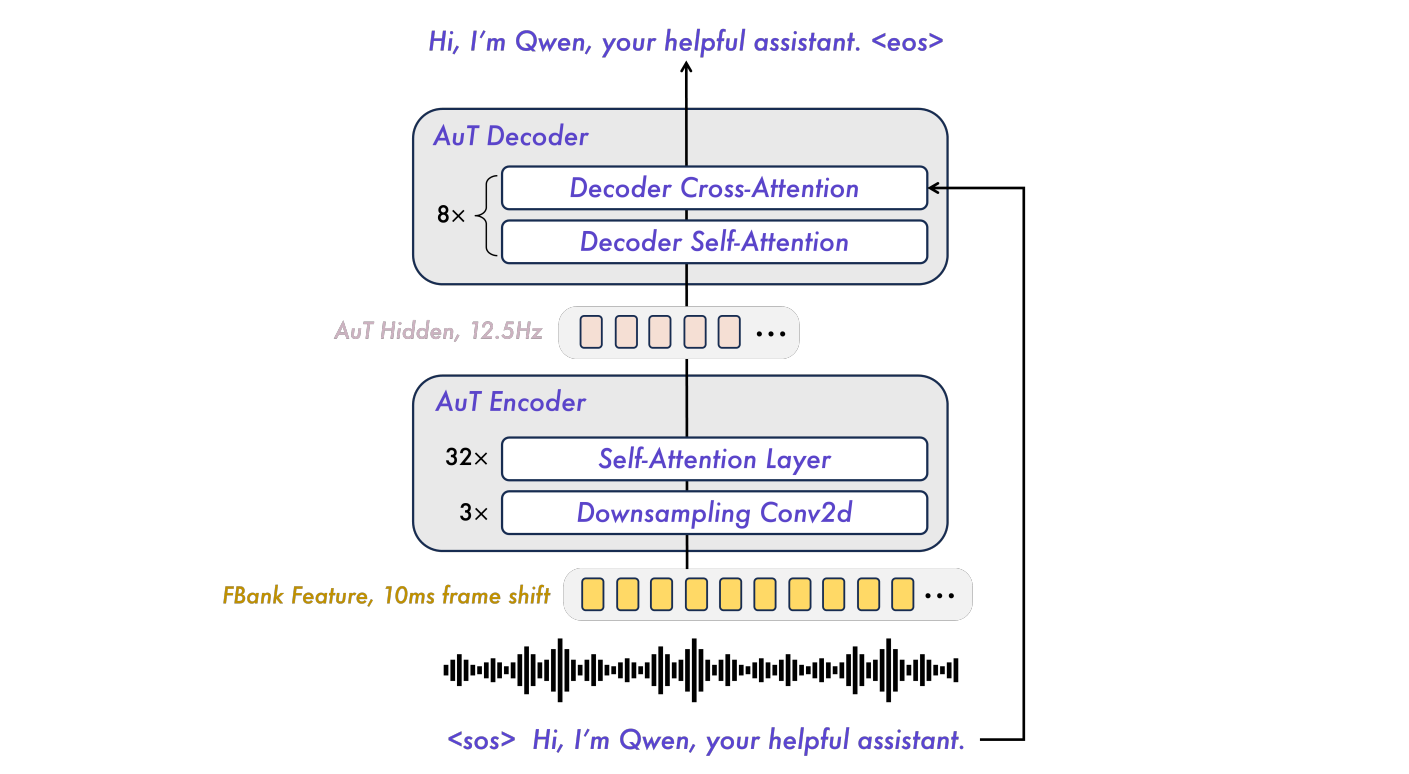 Hi, I'm Qwen, your helpful assistant. <eos>
AuT Decoder
Decoder Cross-Attention
8×
Decoder Self-Attention
AuT Hidden, 12.5Hz
...
AuT Encoder
32× Self-Attention Layer
3× Downsampling Conv2d
FBank Feature, 10ms frame shift
...
<sos> Hi, I'm Qwen, your helpful assistant.